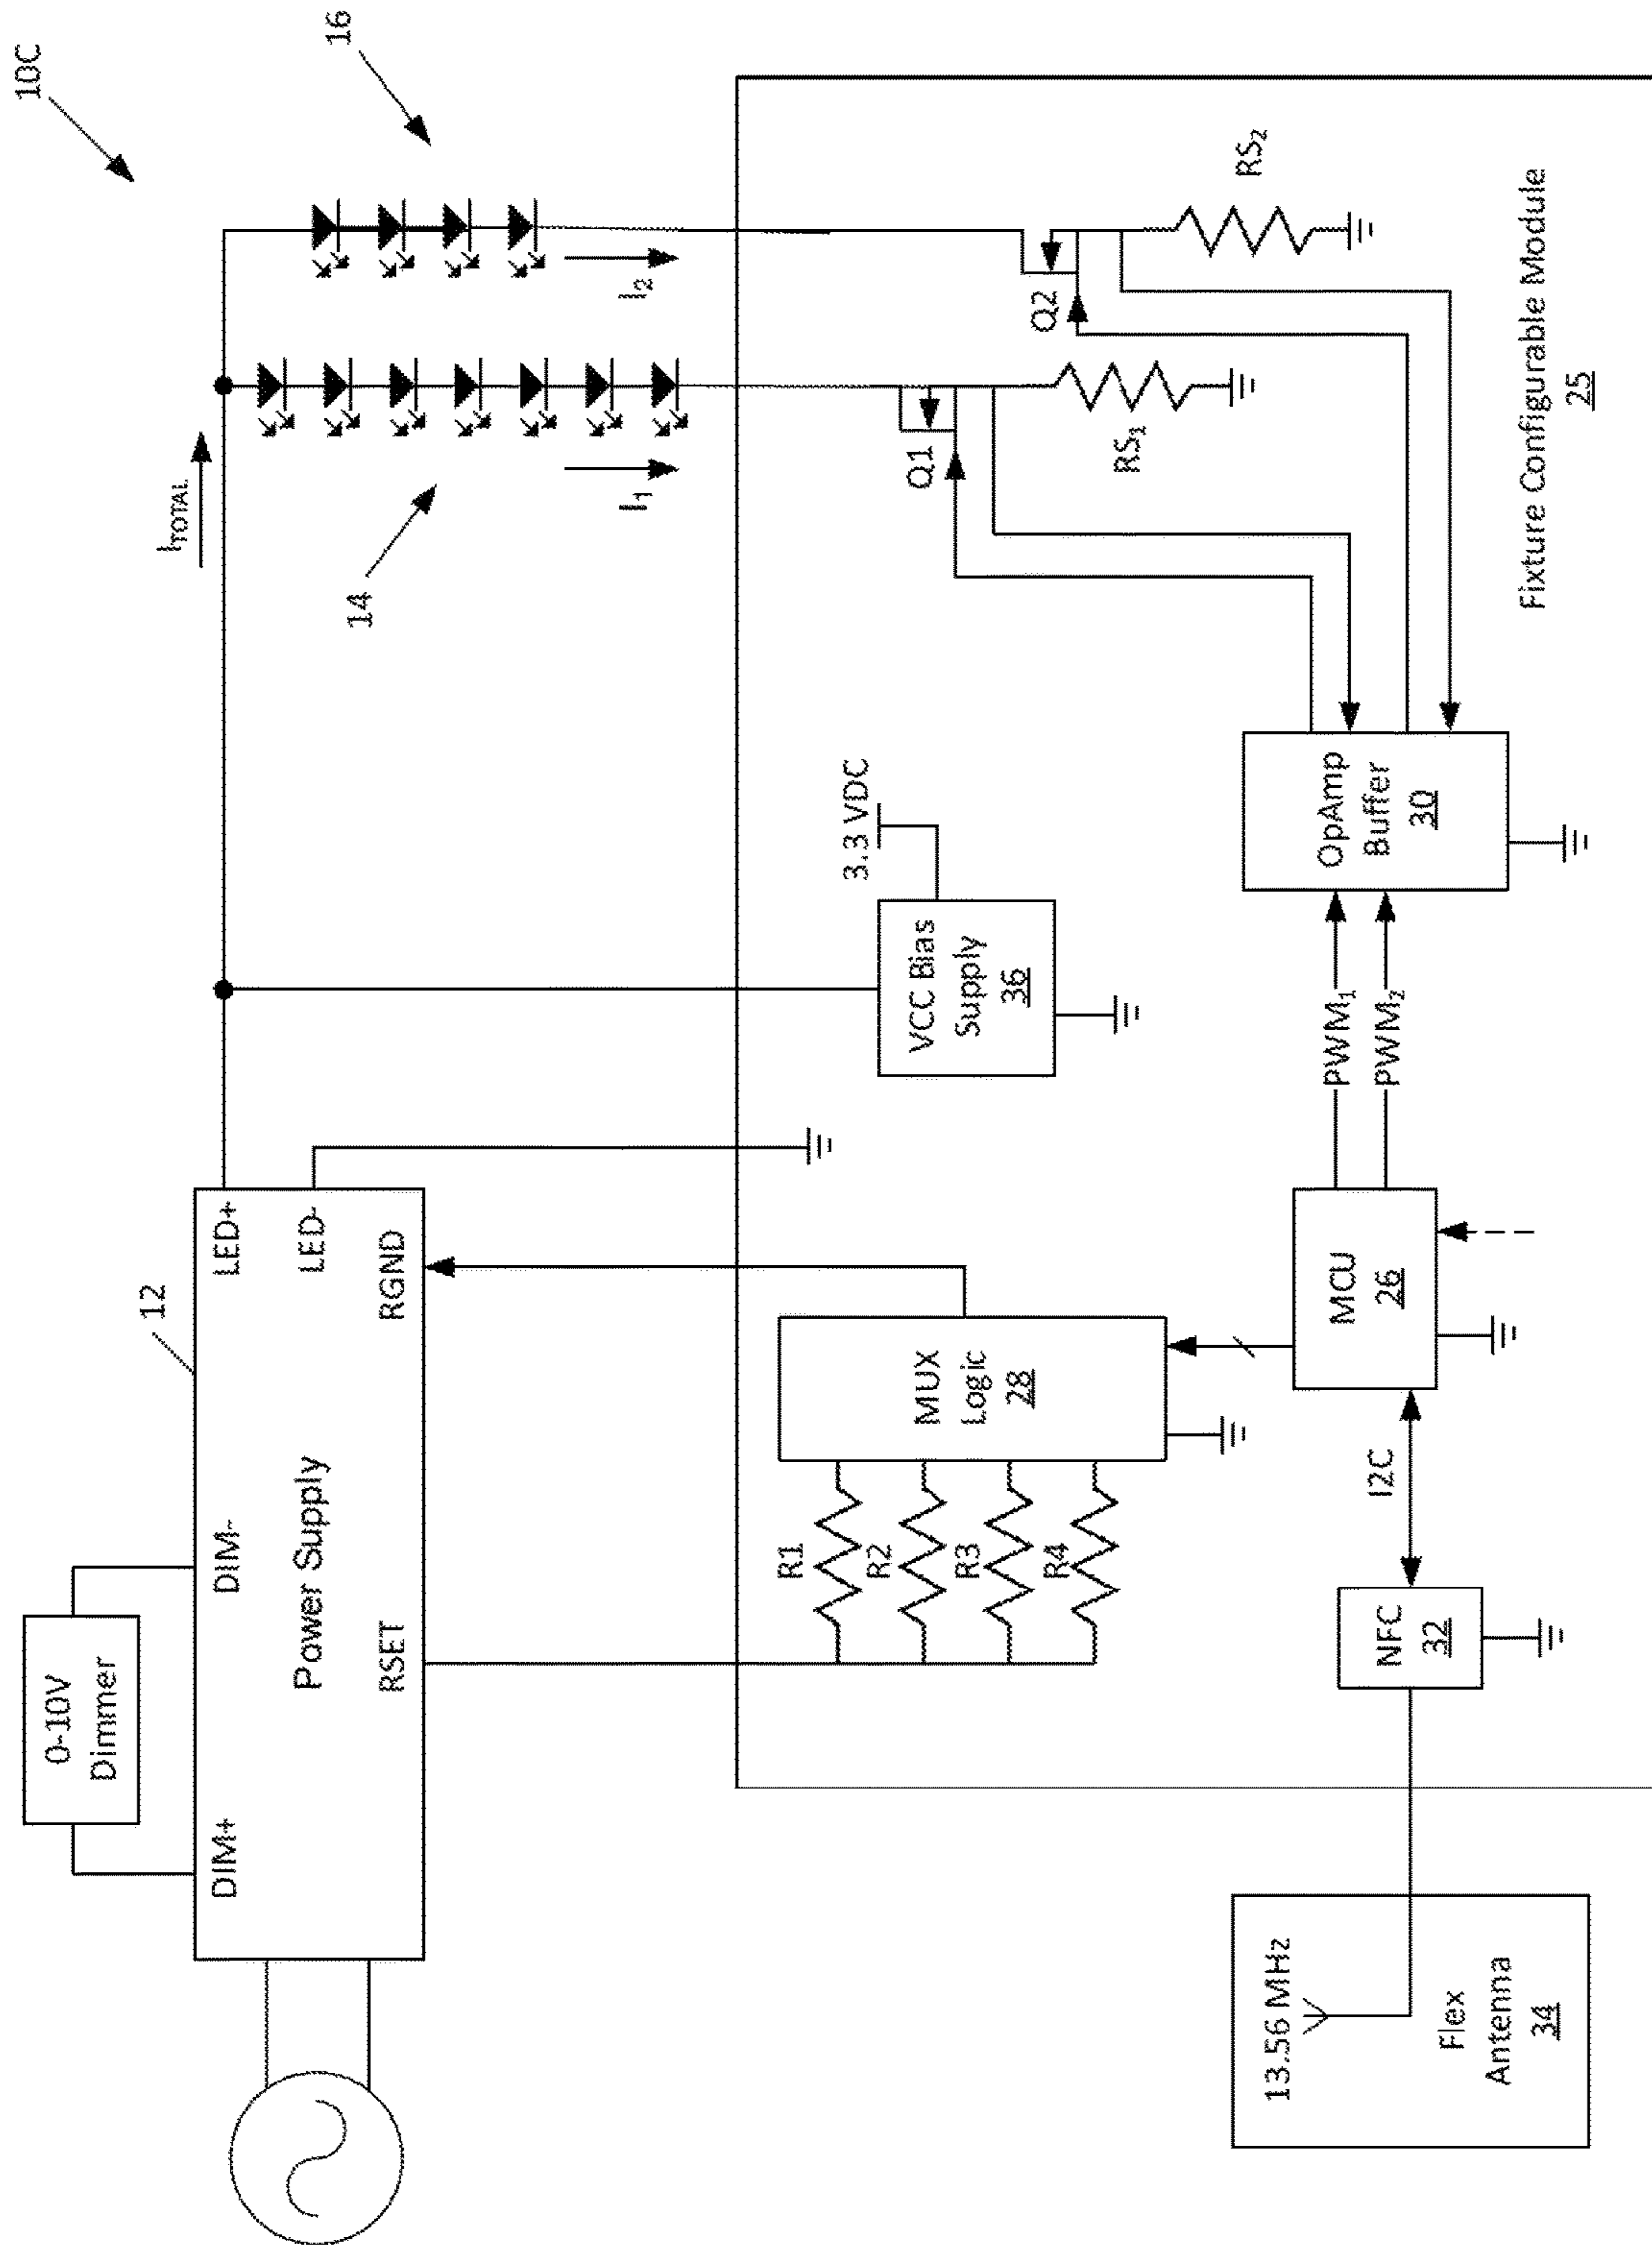 10C
16
I_TOTAL
14
I₁
I₂
0-10V
Dimmer
12
DIM+
DIM-
LED+
LED-
Power Supply
RSET
RGND
R1
R2
R3
R4
MUX
Logic
28
VCC Bias
Supply
36
3.3 VDC
Q1
Q2
RS₁
RS₂
13.56 MHz
Flex
Antenna
34
NFC
32
I2C
MCU
26
PWM₁
PWM₂
OpAmp
Buffer
30
Fixture Configurable Module
25